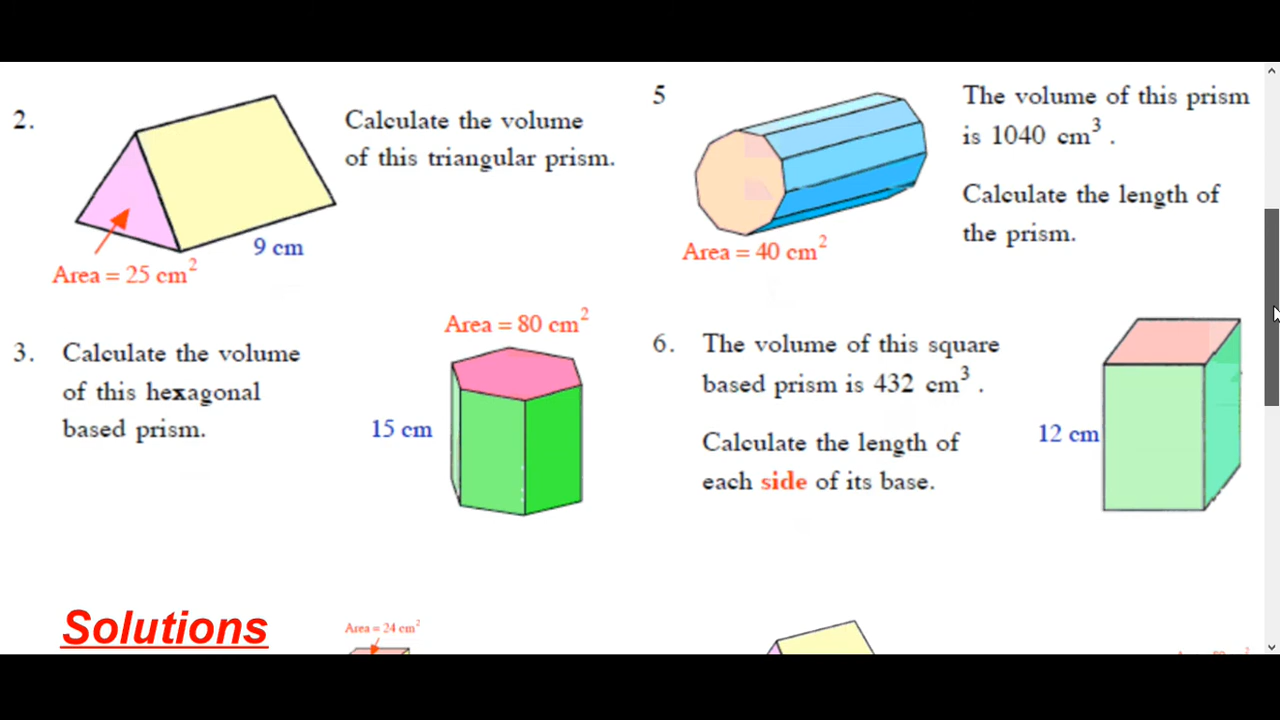 2.
Calculate the volume
of this triangular prism.
9 cm
Area = 25 cm²
3.
Calculate the volume
of this hexagonal
based prism.
Area = 80 cm²
15 cm
5
The volume of this prism
is 1040 cm³ .
Calculate the length of
the prism.
Area = 40 cm²
6.
The volume of this square
based prism is 432 cm³ .
Calculate the length of
each side of its base.
12 cm
Solutions
Area = 24 cm²